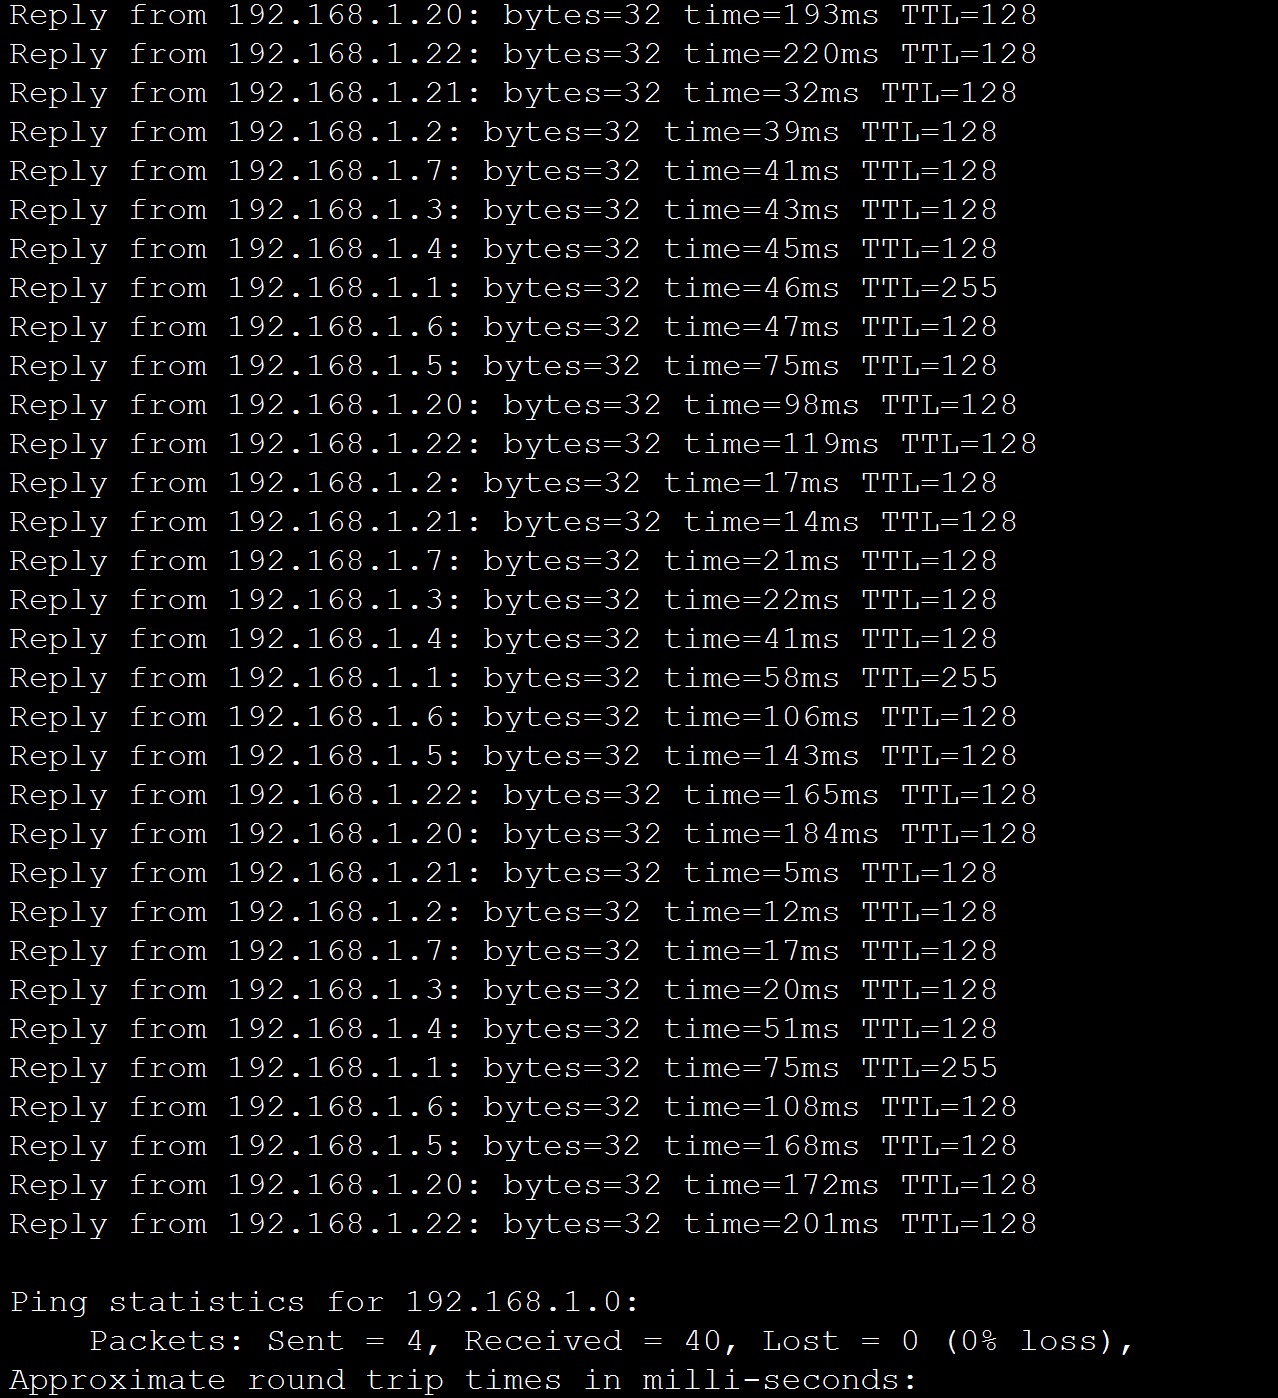 Reply from 192.168.1.20: bytes=32 time=193ms TTL=128
Reply from 192.168.1.22: bytes=32 time=220ms TTL=128
Reply from 192.168.1.21: bytes=32 time=32ms TTL=128
Reply from 192.168.1.2: bytes=32 time=39ms TTL=128
Reply from 192.168.1.7: bytes=32 time=41ms TTL=128
Reply from 192.168.1.3: bytes=32 time=43ms TTL=128
Reply from 192.168.1.4: bytes=32 time=45ms TTL=128
Reply from 192.168.1.1: bytes=32 time=46ms TTL=255
Reply from 192.168.1.6: bytes=32 time=47ms TTL=128
Reply from 192.168.1.5: bytes=32 time=75ms TTL=128
Reply from 192.168.1.20: bytes=32 time=98ms TTL=128
Reply from 192.168.1.22: bytes=32 time=119ms TTL=128
Reply from 192.168.1.2: bytes=32 time=17ms TTL=128
Reply from 192.168.1.21: bytes=32 time=14ms TTL=128
Reply from 192.168.1.7: bytes=32 time=21ms TTL=128
Reply from 192.168.1.3: bytes=32 time=22ms TTL=128
Reply from 192.168.1.4: bytes=32 time=41ms TTL=128
Reply from 192.168.1.1: bytes=32 time=58ms TTL=255
Reply from 192.168.1.6: bytes=32 time=106ms TTL=128
Reply from 192.168.1.5: bytes=32 time=143ms TTL=128
Reply from 192.168.1.22: bytes=32 time=165ms TTL=128
Reply from 192.168.1.20: bytes=32 time=184ms TTL=128
Reply from 192.168.1.21: bytes=32 time=5ms TTL=128
Reply from 192.168.1.2: bytes=32 time=12ms TTL=128
Reply from 192.168.1.7: bytes=32 time=17ms TTL=128
Reply from 192.168.1.3: bytes=32 time=20ms TTL=128
Reply from 192.168.1.4: bytes=32 time=51ms TTL=128
Reply from 192.168.1.1: bytes=32 time=75ms TTL=255
Reply from 192.168.1.6: bytes=32 time=108ms TTL=128
Reply from 192.168.1.5: bytes=32 time=168ms TTL=128
Reply from 192.168.1.20: bytes=32 time=172ms TTL=128
Reply from 192.168.1.22: bytes=32 time=201ms TTL=128
Ping statistics for 192.168.1.0:
Packets: Sent = 4, Received = 40, Lost = 0 (0% loss),
Approximate round trip times in milli-seconds: